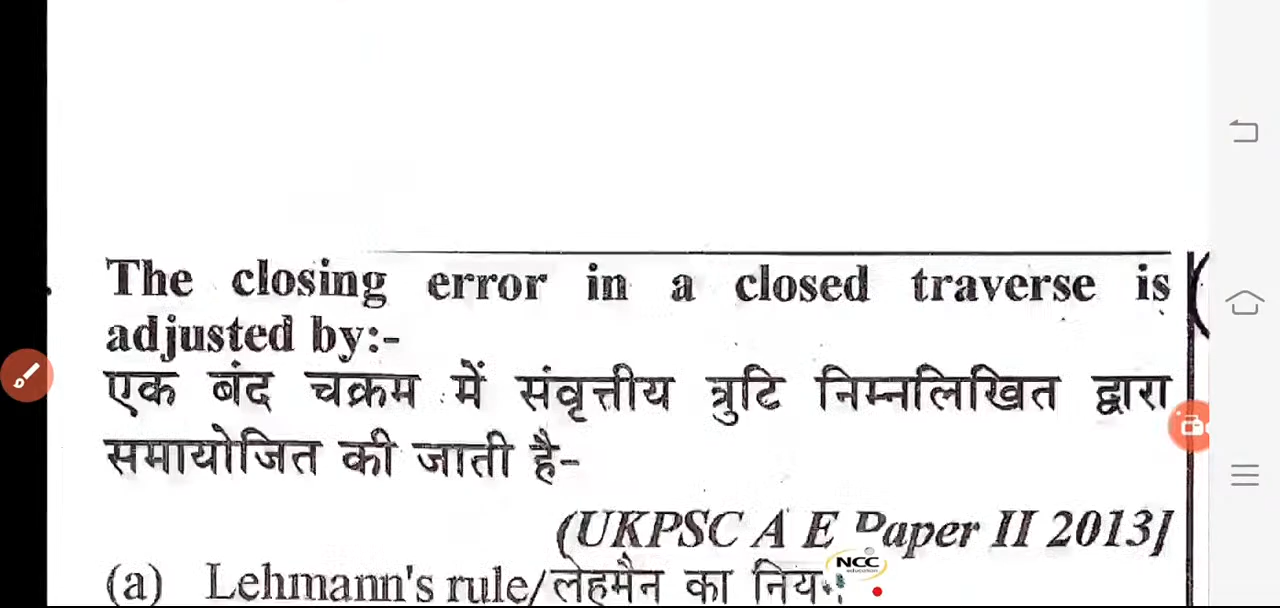 The closing error in a closed traverse is
adjusted by:-
एक बंद चक्रम में संवृत्तीय त्रुटि निम्नलिखित द्वारा
समायोजित की जाती है-
(UKPSC A E Paper II 2013]
(a) Lehmann's rule/लेहमैन का
NCC
education